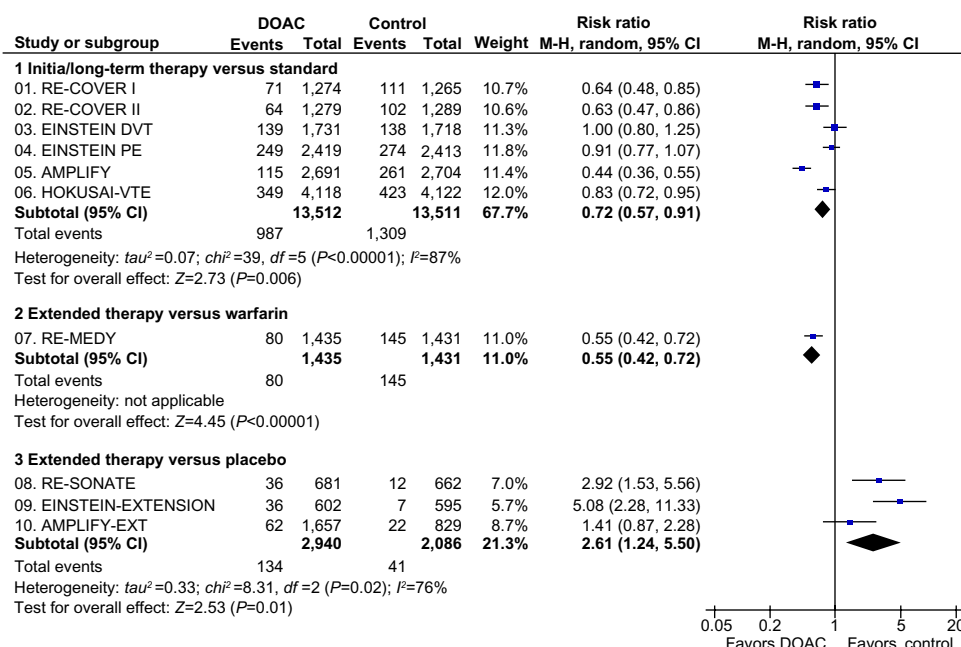 DOAC Control Risk ratio Risk ratio
Study or subgroup Events Total Events Total Weight M-H, random, 95% CI M-H, random, 95% CI
1 Initia/long-term therapy versus standard
01. RE-COVER I 71 1,274 111 1,265 10.7% 0.64 (0.48, 0.85)
02. RE-COVER II 64 1,279 102 1,289 10.6% 0.63 (0.47, 0.86)
03. EINSTEIN DVT 139 1,731 138 1,718 11.3% 1.00 (0.80, 1.25)
04. EINSTEIN PE 249 2,419 274 2,413 11.8% 0.91 (0.77, 1.07)
05. AMPLIFY 115 2,691 261 2,704 11.4% 0.44 (0.36, 0.55)
06. HOKUSAI-VTE 349 4,118 423 4,122 12.0% 0.83 (0.72, 0.95)
Subtotal (95% CI) 13,512 13,511 67.7% 0.72 (0.57, 0.91)
Total events 987 1,309
Heterogeneity: tau²=0.07; chi²=39, df=5 (P<0.00001); I²=87%
Test for overall effect: Z=2.73 (P=0.006)
2 Extended therapy versus warfarin
07. RE-MEDY 80 1,435 145 1,431 11.0% 0.55 (0.42, 0.72)
Subtotal (95% CI) 1,435 1,431 11.0% 0.55 (0.42, 0.72)
Total events 80 145
Heterogeneity: not applicable
Test for overall effect: Z=4.45 (P<0.00001)
3 Extended therapy versus placebo
08. RE-SONATE 36 681 12 662 7.0% 2.92 (1.53, 5.56)
09. EINSTEIN-EXTENSION 36 602 7 595 5.7% 5.08 (2.28, 11.33)
10. AMPLIFY-EXT 62 1,657 22 829 8.7% 1.41 (0.87, 2.28)
Subtotal (95% CI) 2,940 2,086 21.3% 2.61 (1.24, 5.50)
Total events 134 41
Heterogeneity: tau²=0.33; chi²=8.31, df=2 (P=0.02); I²=76%
Test for overall effect: Z=2.53 (P=0.01)
0.05 0.2 1 5 20
Favors DOAC Favors control